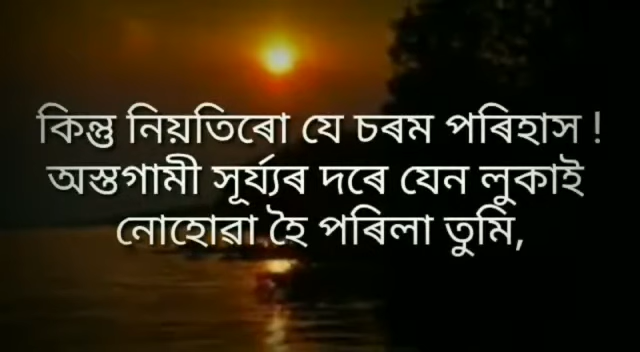 কিন্তু নিয়তিৰো যে চৰম পৰিহাস !
অস্তগামী সূৰ্য্যৰ দৰে যেন লুকাই
নোহোৱা হৈ পৰিলা তুমি,